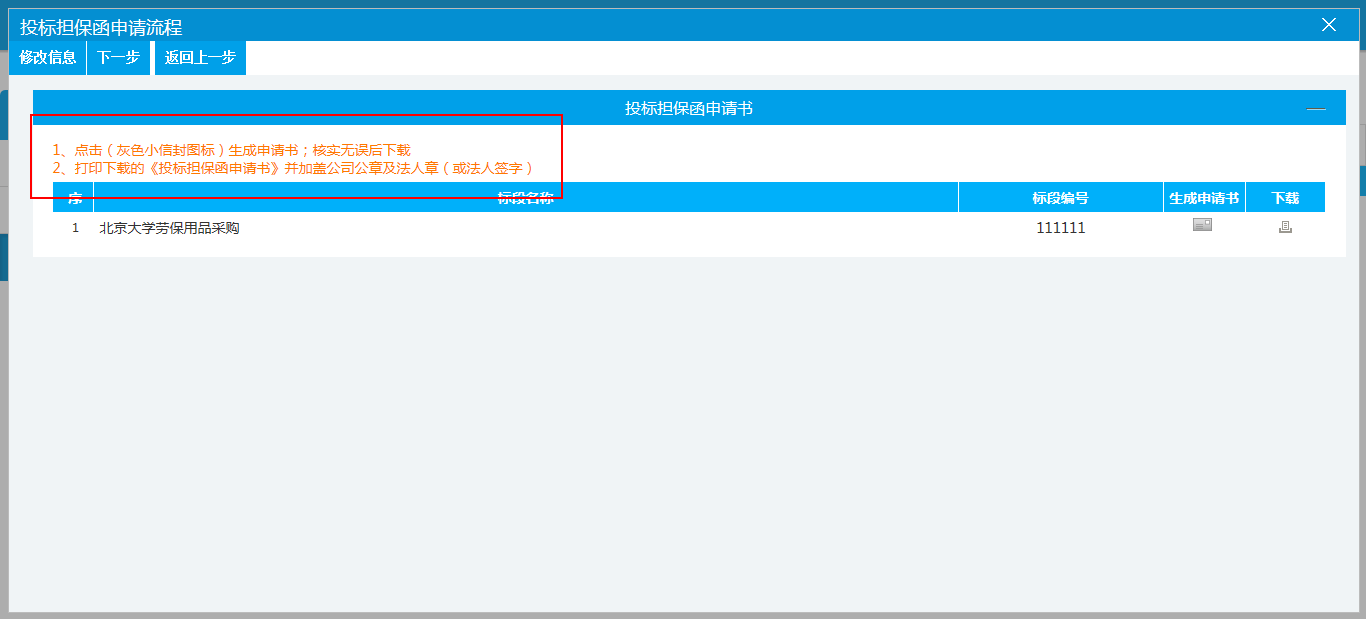 投标担保函申请流程
修改信息 下一步 返回上一步
投标担保函申请书
1、点击（灰色小信封图标）生成申请书；核实无误后下载
2、打印下载的《投标担保函申请书》并加盖公司公章及法人章（或法人签字）
序 标段名称 标段编号 生成申请书 下载
1 北京大学劳保用品采购 111111